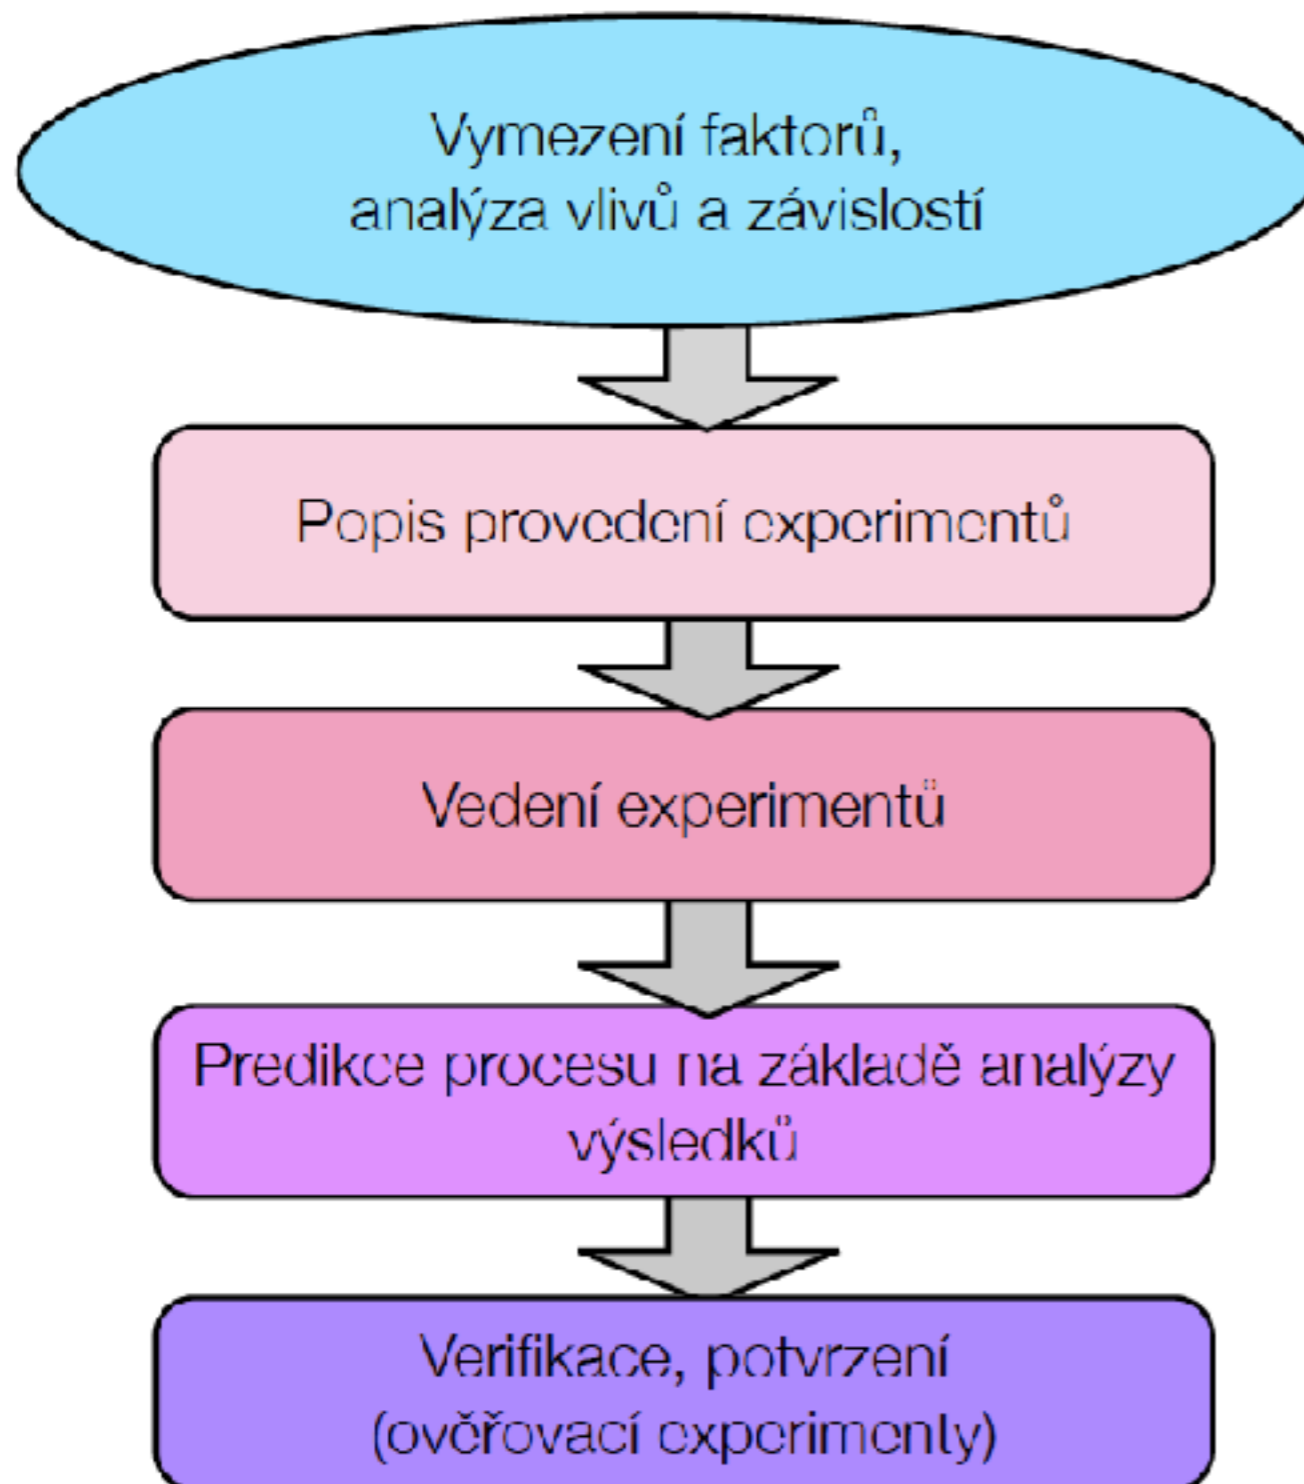 Vymezení faktorů,
analýza vlivů a závislostí
Popis provedení experimentů
Vedení experimentů
Predikce procesu na základě analýzy
výsledků
Verifikace, potvrzení
(ověřovací experimenty)